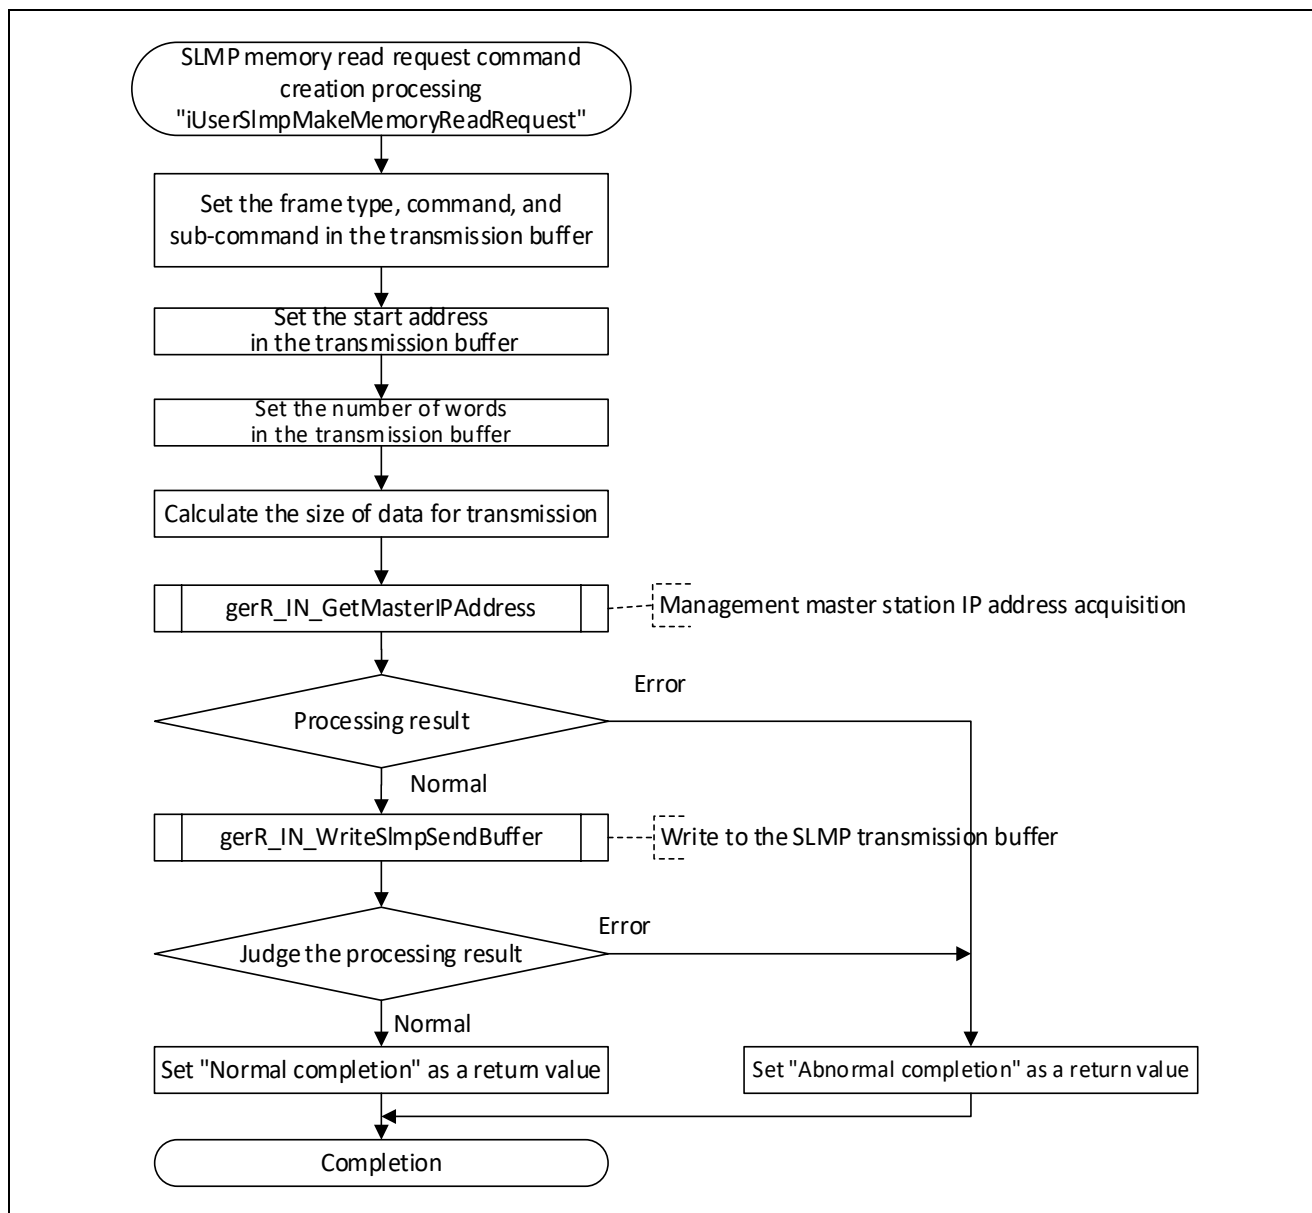 SLMP memory read request command
creation processing
"iUserSlmpMakeMemoryReadRequest"
Set the frame type, command, and
sub-command in the transmission buffer
Set the start address
in the transmission buffer
Set the number of words
in the transmission buffer
Calculate the size of data for transmission
gerR_IN_GetMasterIPAddress
Management master station IP address acquisition
Error
Processing result
Normal
gerR_IN_WriteSlmpSendBuffer
Write to the SLMP transmission buffer
Error
Judge the processing result
Normal
Set "Normal completion" as a return value
Set "Abnormal completion" as a return value
Completion